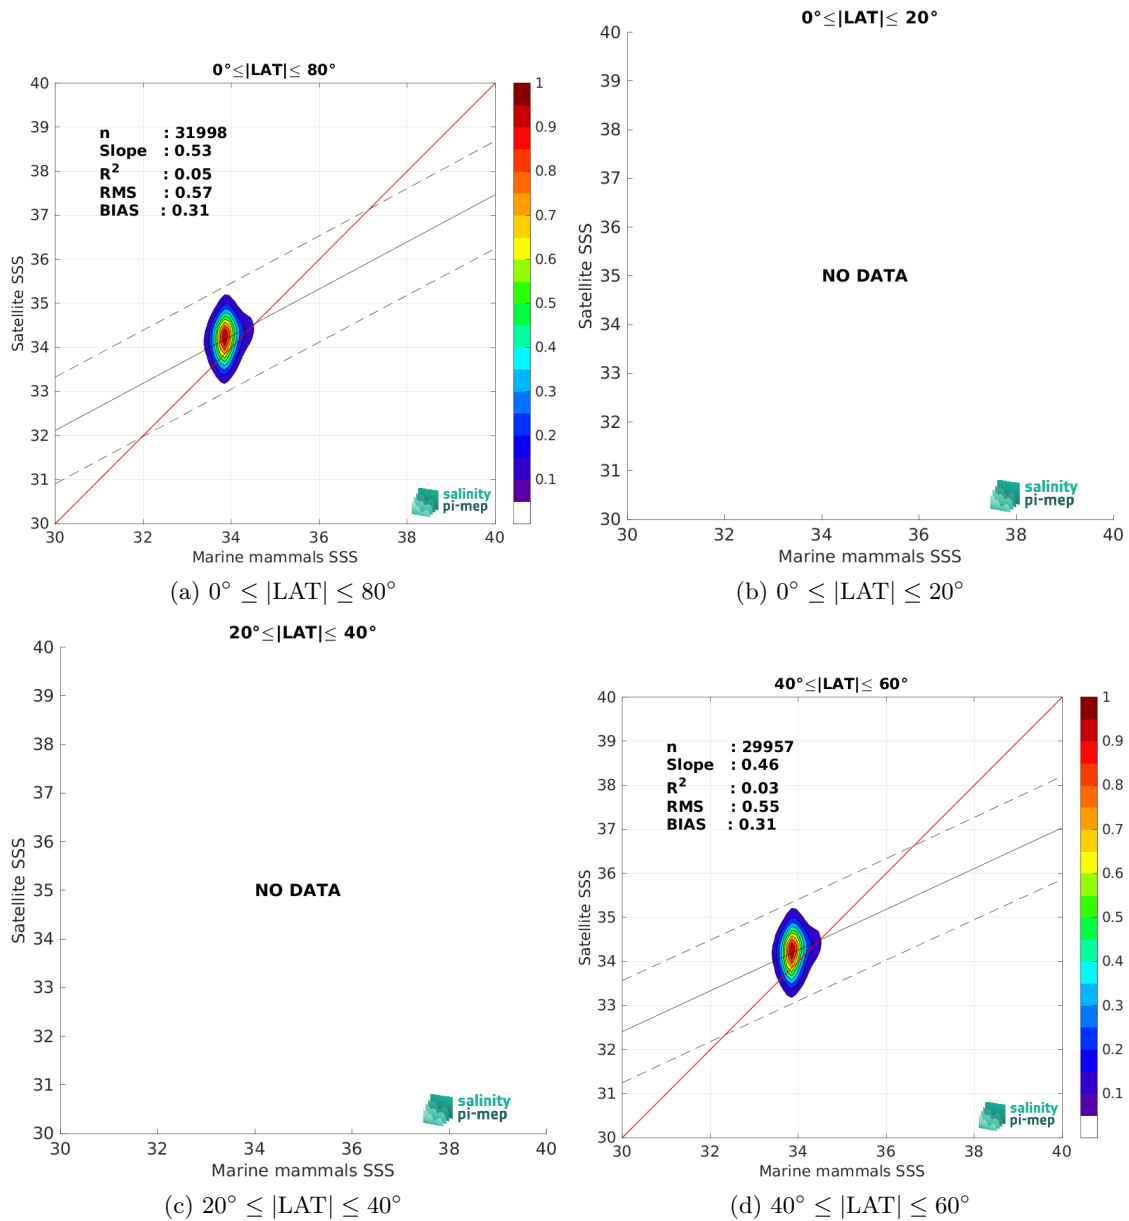 0°≤|LAT|≤ 80°
40
39
38
37
36
35
34
33
32
31
30
30 32 34 36 38 40
Satellite SSS
Marine mammals SSS
n : 31998
Slope : 0.53
R² : 0.05
RMS : 0.57
BIAS : 0.31
1
0.9
0.8
0.7
0.6
0.5
0.4
0.3
0.2
0.1
salinity
pi-mep
(a) 0° ≤ |LAT| ≤ 80°
0°≤|LAT|≤ 20°
40
39
38
37
36
35
34
33
32
31
30
30 32 34 36 38 40
Satellite SSS
Marine mammals SSS
NO DATA
salinity
pi-mep
(b) 0° ≤ |LAT| ≤ 20°
20°≤|LAT|≤ 40°
40
39
38
37
36
35
34
33
32
31
30
30 32 34 36 38 40
Satellite SSS
Marine mammals SSS
NO DATA
salinity
pi-mep
(c) 20° ≤ |LAT| ≤ 40°
40°≤|LAT|≤ 60°
40
39
38
37
36
35
34
33
32
31
30
30 32 34 36 38 40
Satellite SSS
Marine mammals SSS
n : 29957
Slope : 0.46
R² : 0.03
RMS : 0.55
BIAS : 0.31
1
0.9
0.8
0.7
0.6
0.5
0.4
0.3
0.2
0.1
salinity
pi-mep
(d) 40° ≤ |LAT| ≤ 60°